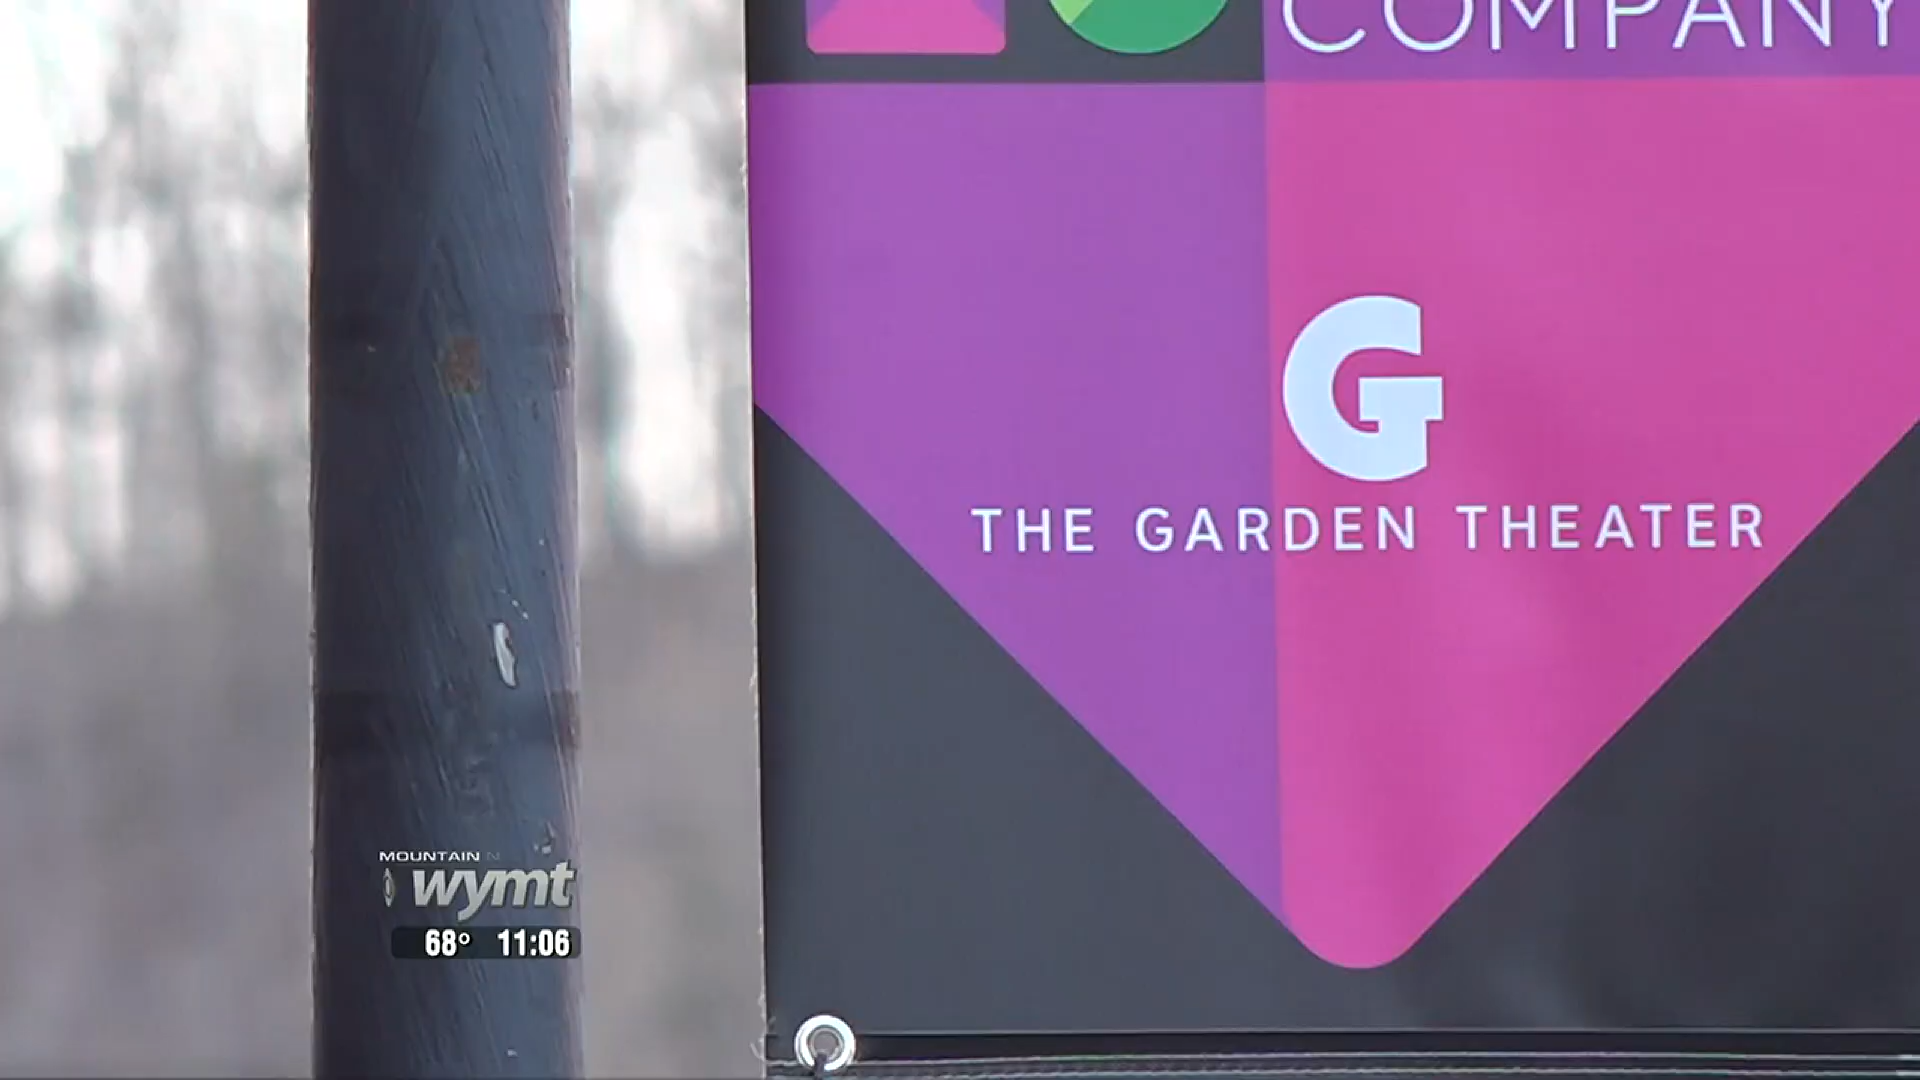 COMPANY
G
THE GARDEN THEATER
MOUNTAIN N
wymt
68° 11:06